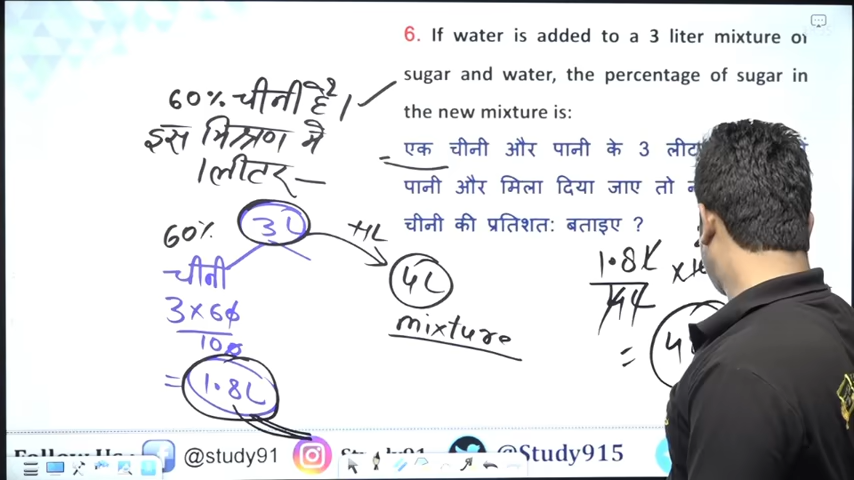 6. If water is added to a 3 liter mixture of
sugar and water, the percentage of sugar in
the new mixture is:
एक चीनी और पानी के 3
पानी और मिला दिया जाए तो
चीनी की प्रतिशत: बताइए ?
60% चीनी है।
इस मिश्रण में
1 लीटर
60% 3L
+1L
4L
mixture
चीनी
3×60
100
= 1.8L
1.8L
4L
=
@study91
@Study915